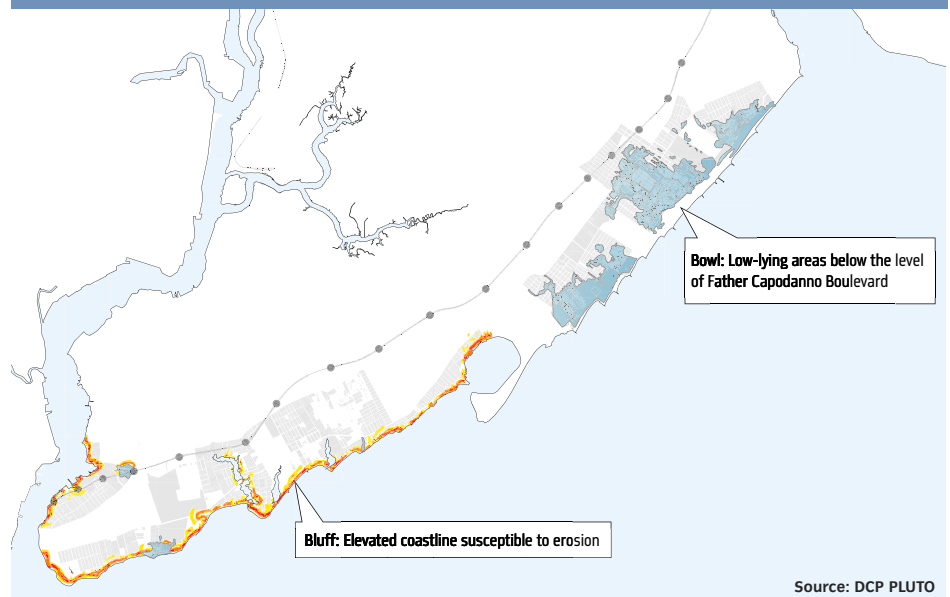 Bowl: Low-lying areas below the level
of Father Capodanno Boulevard
Bluff: Elevated coastline susceptible to erosion
Source: DCP PLUTO